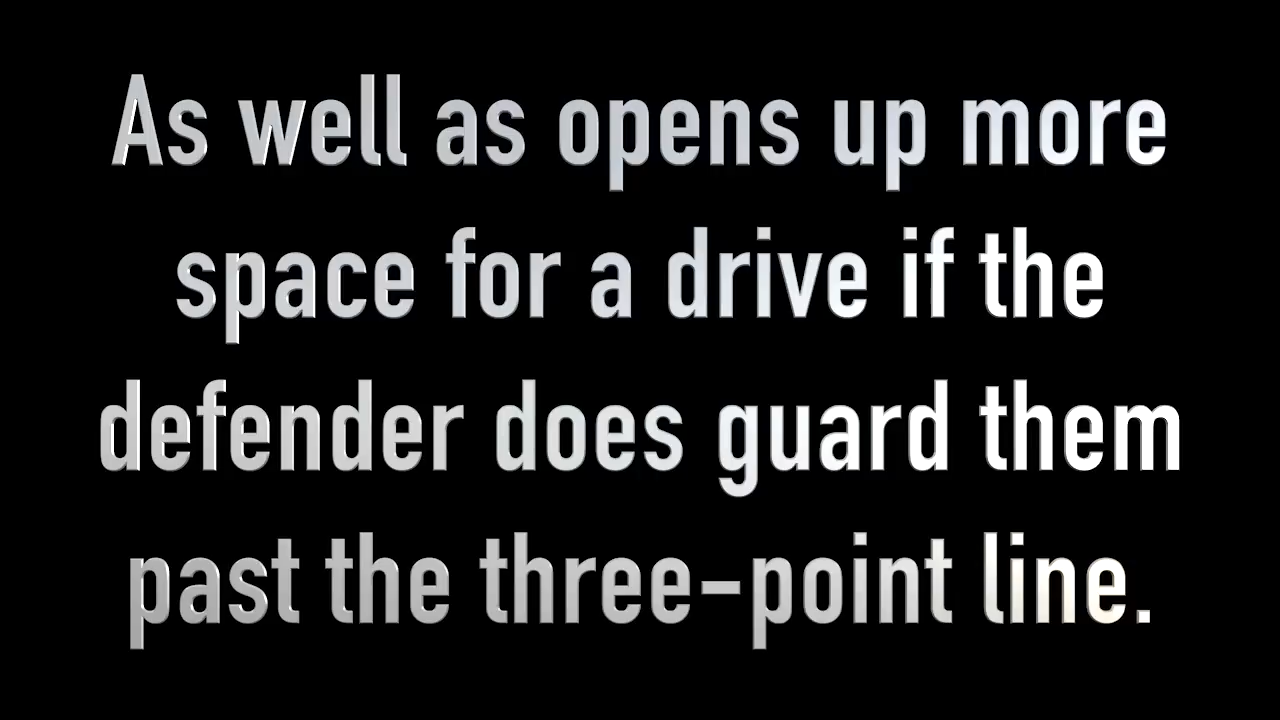 As well as opens up more
space for a drive if the
defender does guard them
past the three-point line.